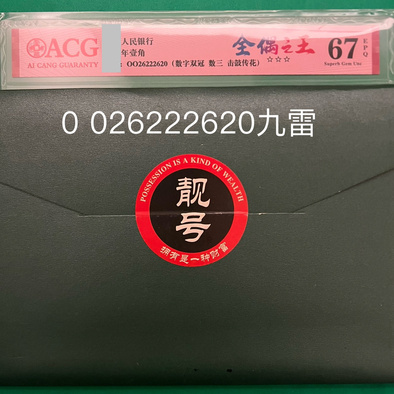 ACG
AI CANG GUARANTY
人民银行
年壹角
OO26222620（数字双冠 数三 击鼓传花）
全偶之王
☆☆☆
67 EPQ
Superb Gem Unc
0 026222620九雷
POSSESSION IS A KIND OF WEALTH
靓号
拥有是一种财富